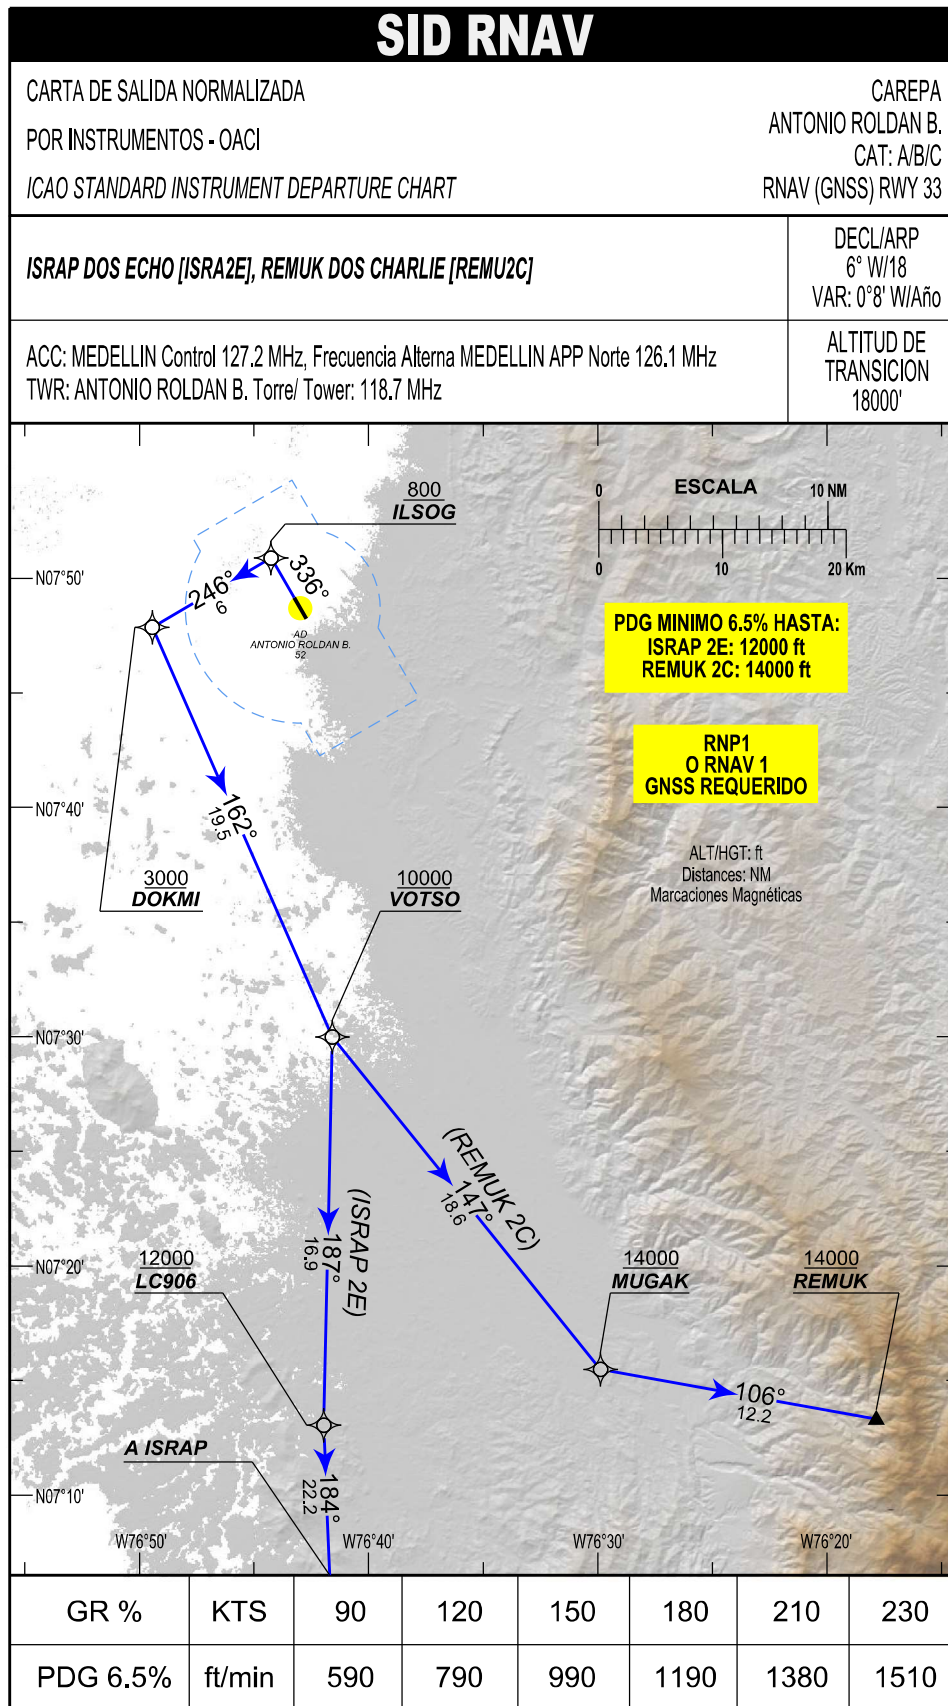 SID RNAV
CARTA DE SALIDA NORMALIZADA
POR INSTRUMENTOS - OACI
ICAO STANDARD INSTRUMENT DEPARTURE CHART
CAREPA
ANTONIO ROLDAN B.
CAT: A/B/C
RNAV (GNSS) RWY 33
ISRAP DOS ECHO [ISRA2E], REMUK DOS CHARLIE [REMU2C]
DECL/ARP
6° W/18
VAR: 0°8' W/Año
ACC: MEDELLIN Control 127.2 MHz, Frecuencia Alterna MEDELLIN APP Norte 126.1 MHz
TWR: ANTONIO ROLDAN B. Torre/ Tower: 118.7 MHz
ALTITUD DE
TRANSICION
18000'
800
ILSOG
0 ESCALA 10 NM
0 10 20 Km
N07°50'
246°
6
336°
AD
ANTONIO ROLDAN B.
52
PDG MINIMO 6.5% HASTA:
ISRAP 2E: 12000 ft
REMUK 2C: 14000 ft
RNP1
O RNAV 1
GNSS REQUERIDO
N07°40'
162°
19.5
ALT/HGT: ft
Distances: NM
Marcaciones Magnéticas
3000
DOKMI
10000
VOTSO
N07°30'
(REMUK 2C)
147°
18.6
(ISRAP 2E)
187°
16.9
N07°20'
12000
LC906
14000
MUGAK
14000
REMUK
106°
12.2
A ISRAP
184°
22.2
N07°10'
W76°50' W76°40' W76°30' W76°20'
GR % KTS 90 120 150 180 210 230
PDG 6.5% ft/min 590 790 990 1190 1380 1510